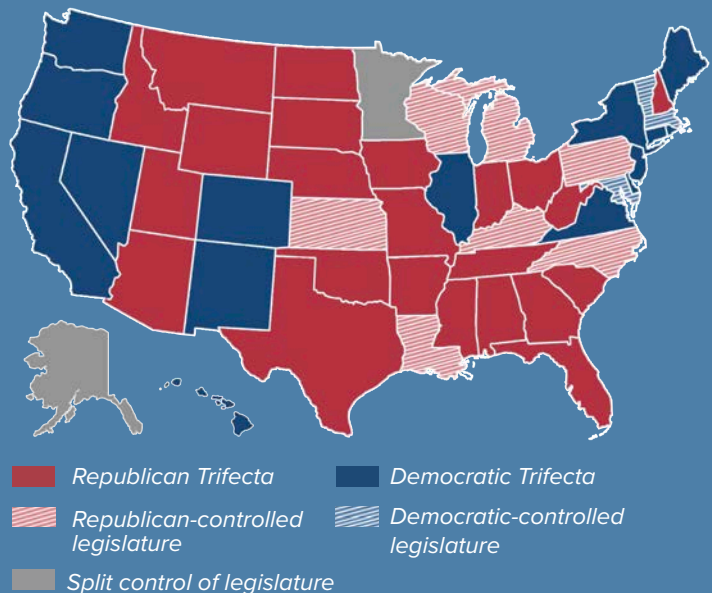 Republican Trifecta
Democratic Trifecta
Republican-controlled
legislature
Democratic-controlled
legislature
Split control of legislature